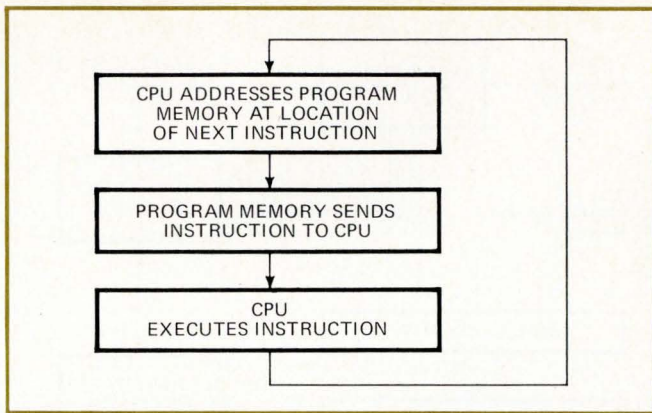 CPU ADDRESSES PROGRAM
MEMORY AT LOCATION
OF NEXT INSTRUCTION
PROGRAM MEMORY SENDS
INSTRUCTION TO CPU
CPU
EXECUTES INSTRUCTION